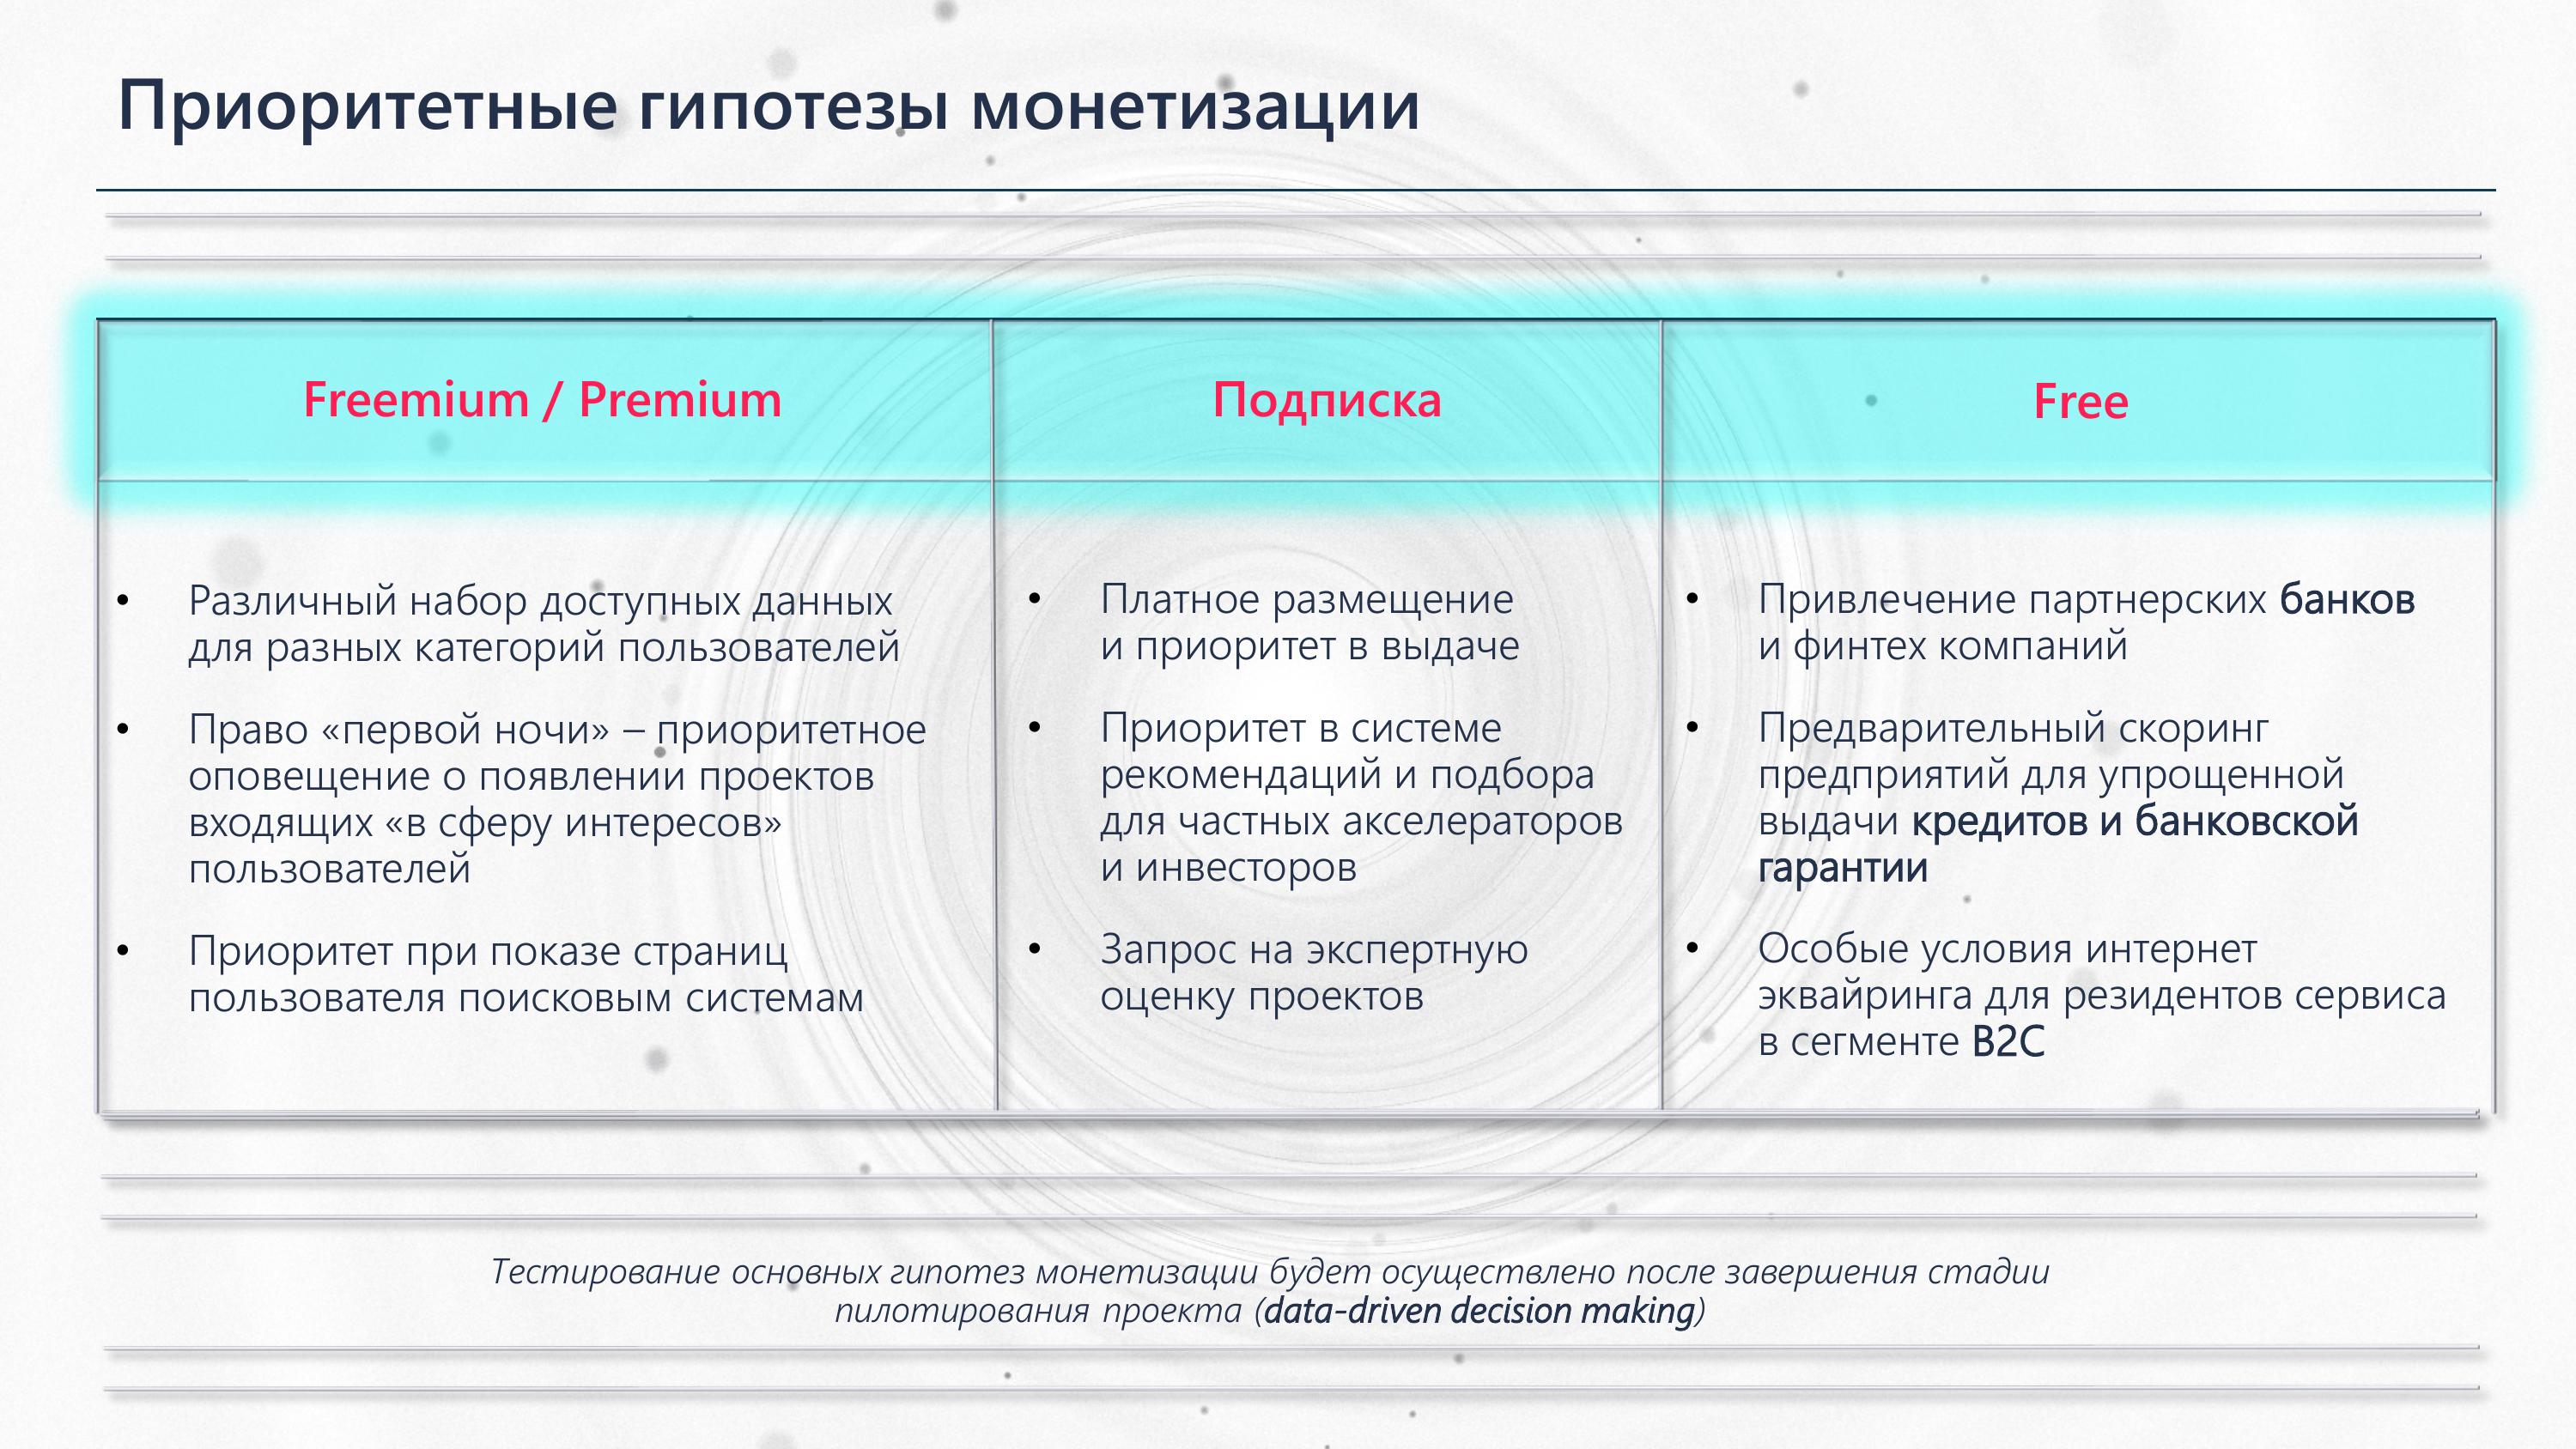 Приоритетные гипотезы монетизации
Freemium / Premium
• Различный набор доступных данных
для разных категорий пользователей
• Право «первой ночи» – приоритетное
оповещение о появлении проектов
входящих «в сферу интересов»
пользователей
• Приоритет при показе страниц
пользователя поисковым системам
Подписка
• Платное размещение
и приоритет в выдаче
• Приоритет в системе
рекомендаций и подбора
для частных акселераторов
и инвесторов
• Запрос на экспертную
оценку проектов
Free
• Привлечение партнерских банков
и финтех компаний
• Предварительный скоринг
предприятий для упрощенной
выдачи кредитов и банковской
гарантии
• Особые условия интернет
эквайринга для резидентов сервиса
в сегменте B2C
Тестирование основных гипотез монетизации будет осуществлено после завершения стадии
пилотирования проекта (data-driven decision making)